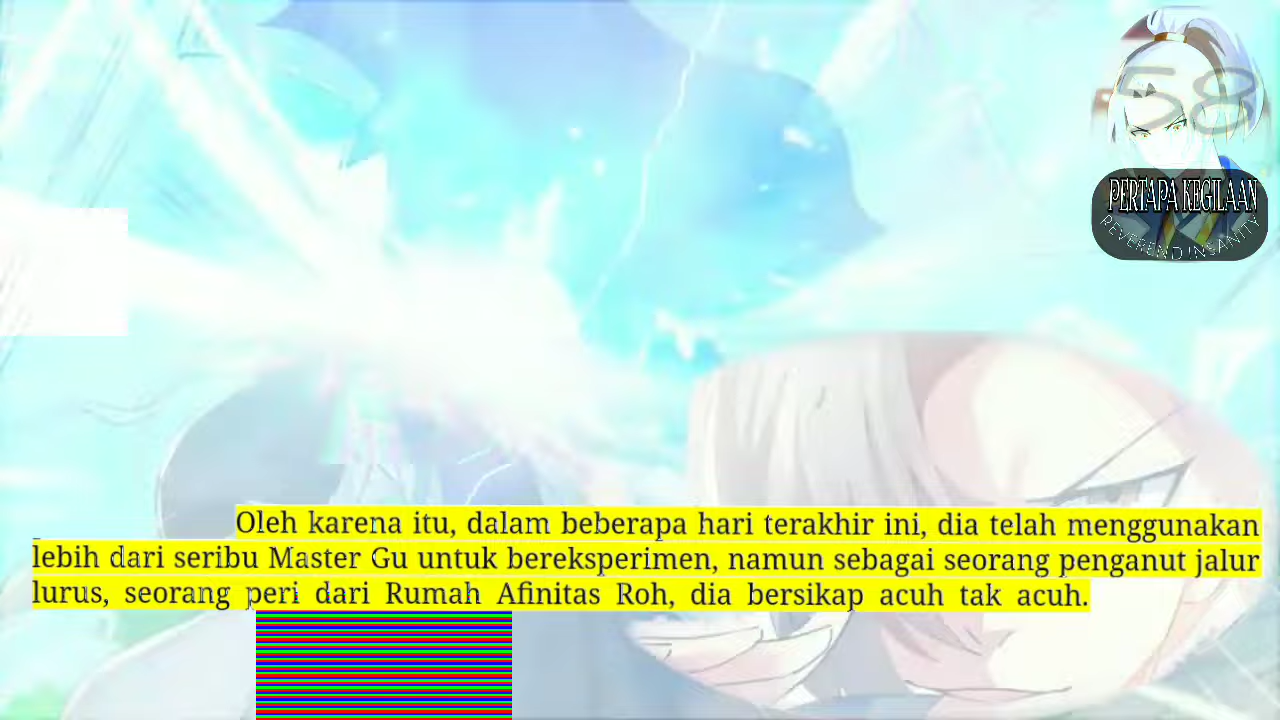 58
PERTAPA KEGILAAN
REVEREND INSANITY
Oleh karena itu, dalam beberapa hari terakhir ini, dia telah menggunakan
lebih dari seribu Master Gu untuk bereksperimen, namun sebagai seorang penganut jalur
lurus, seorang peri dari Rumah Afinitas Roh, dia bersikap acuh tak acuh.